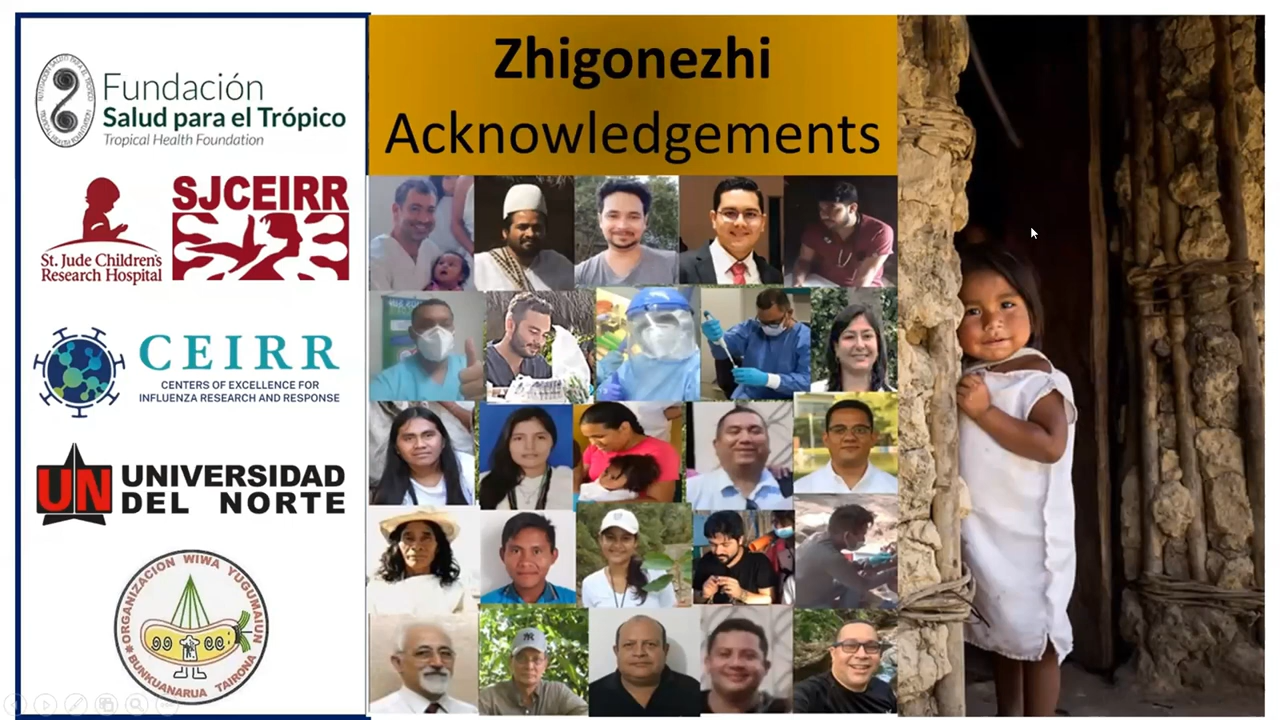 Zhigonezhi
Acknowledgements
Fundación
Salud para el Trópico
Tropical Health Foundation
St. Jude Children's
Research Hospital
SJCEIRR
CEIRR
CENTERS OF EXCELLENCE FOR
INFLUENZA RESEARCH AND RESPONSE
UN
UNIVERSIDAD
DEL NORTE
ORGANIZACION WIWA YUGUMAIUN
BUNKUANARUA TAIRONA